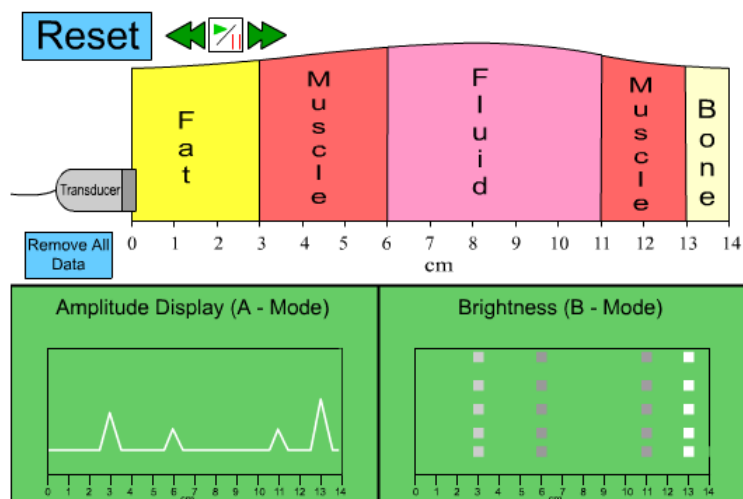 Reset
Fat
Muscle
Fluid
Muscle
Bone
Transducer
Remove All
Data
0 1 2 3 4 5 6 7 8 9 10 11 12 13 14
cm
Amplitude Display (A - Mode)
0 1 2 3 4 5 6 7 8 9 10 11 12 13 14
cm
Brightness (B - Mode)
0 1 2 3 4 5 6 7 8 9 10 11 12 13 14
cm